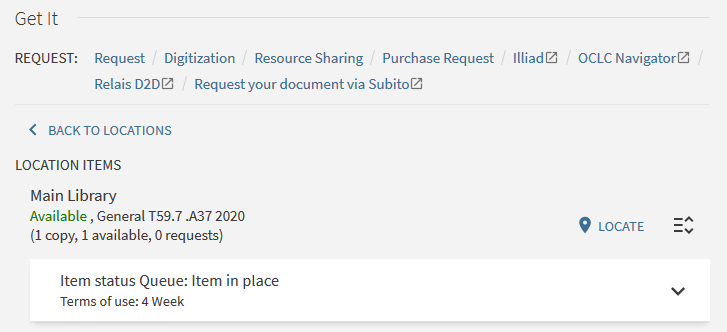 Get It
REQUEST: Request / Digitization / Resource Sharing / Purchase Request / Illiad / OCLC Navigator /
Relais D2D / Request your document via Subito
BACK TO LOCATIONS
LOCATION ITEMS
Main Library
Available , General T59.7 .A37 2020
(1 copy, 1 available, 0 requests)
LOCATE
Item status Queue: Item in place
Terms of use: 4 Week